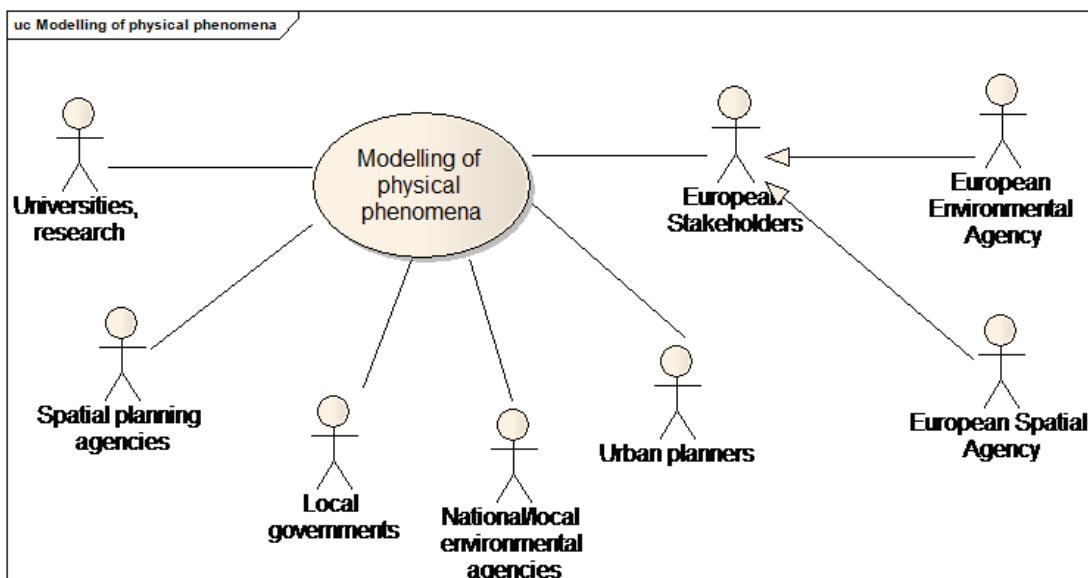 uc Modelling of physical phenomena
Modelling of
physical
phenomena
Universities,
research
European
Stakeholders
European
Environmental
Agency
Spatial planning
agencies
Local
governments
National/local
environmental
agencies
Urban planners
European Spatial
Agency